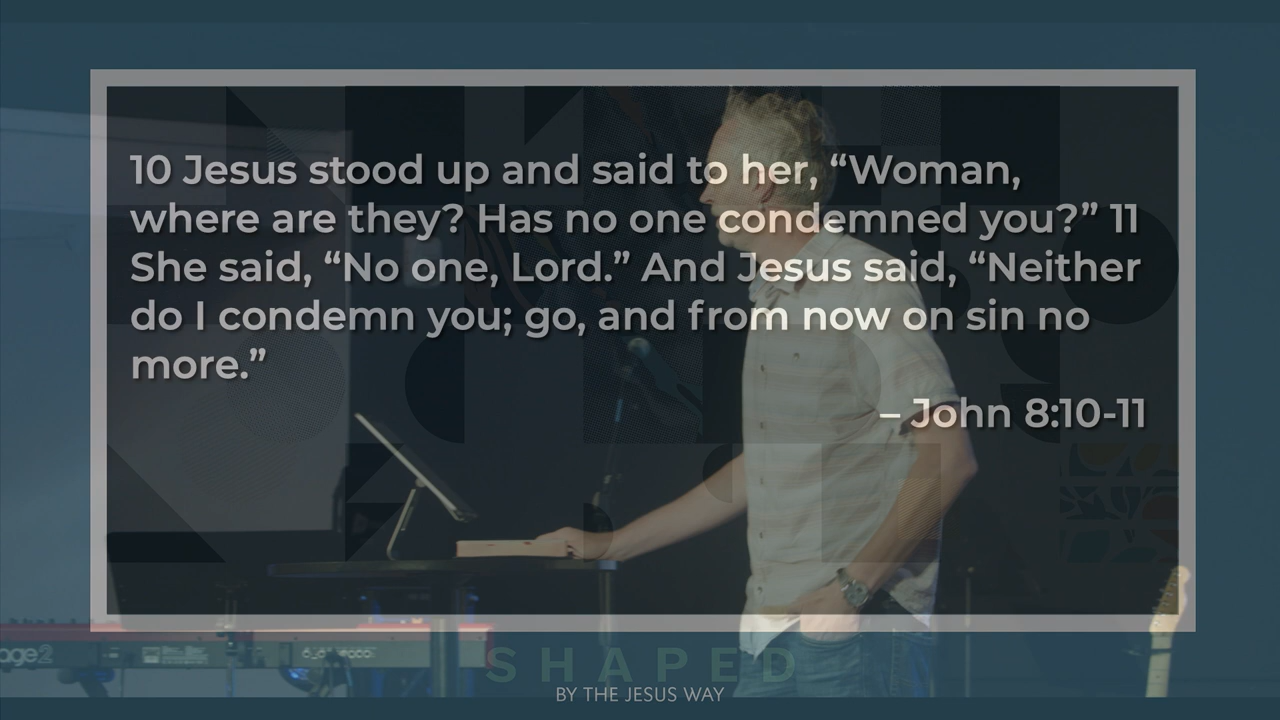 10 Jesus stood up and said to her, “Woman,
where are they? Has no one condemned you?” 11
She said, “No one, Lord.” And Jesus said, “Neither
do I condemn you; go, and from now on sin no
more.”
– John 8:10-11
age2
SHAPED
BY THE JESUS WAY